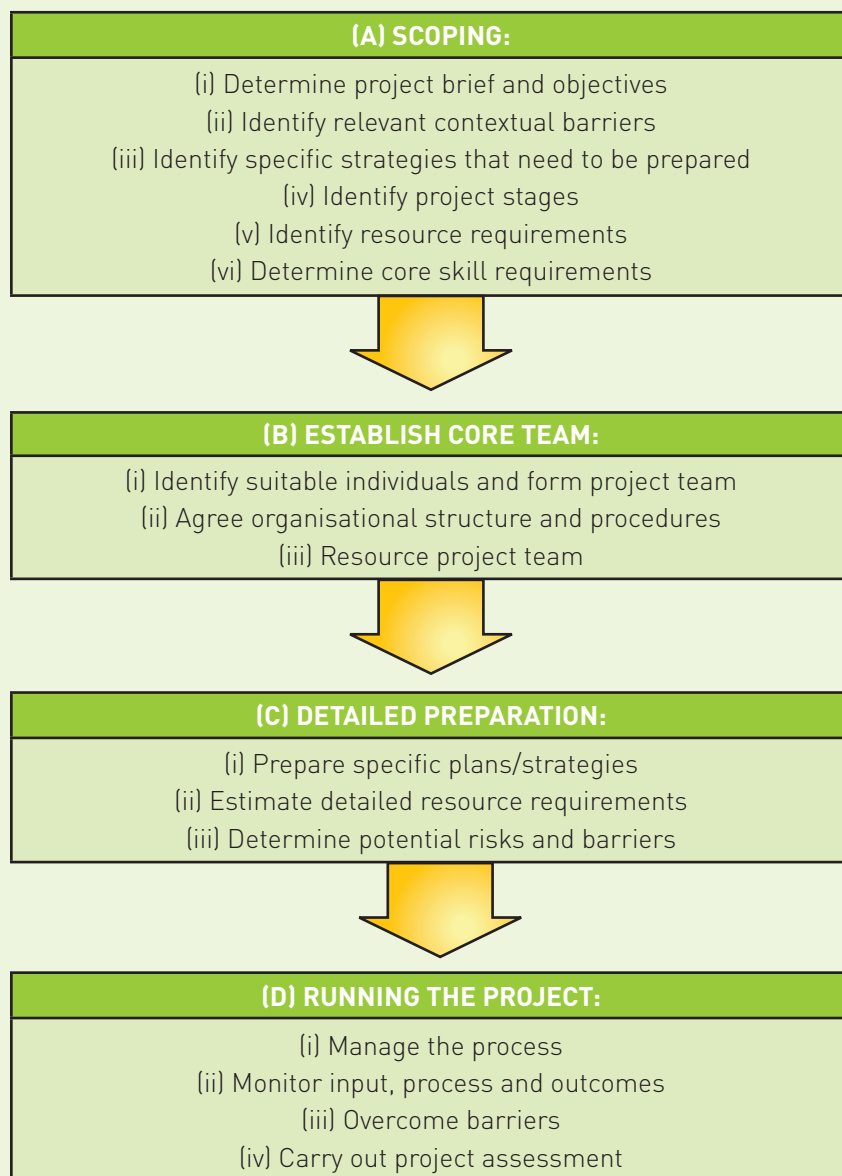 (A) SCOPING:
(i) Determine project brief and objectives
(ii) Identify relevant contextual barriers
(iii) Identify specific strategies that need to be prepared
(iv) Identify project stages
(v) Identify resource requirements
(vi) Determine core skill requirements
(B) ESTABLISH CORE TEAM:
(i) Identify suitable individuals and form project team
(ii) Agree organisational structure and procedures
(iii) Resource project team
(C) DETAILED PREPARATION:
(i) Prepare specific plans/strategies
(ii) Estimate detailed resource requirements
(iii) Determine potential risks and barriers
(D) RUNNING THE PROJECT:
(i) Manage the process
(ii) Monitor input, process and outcomes
(iii) Overcome barriers
(iv) Carry out project assessment